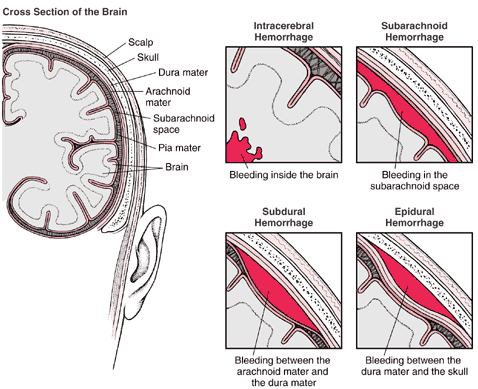 Cross Section of the Brain
Scalp
Skull
Dura mater
Arachnoid
mater
Subarachnoid
space
Pia mater
Brain
Intracerebral
Hemorrhage
Bleeding inside the brain
Subarachnoid
Hemorrhage
Bleeding in the
subarachnoid space
Subdural
Hemorrhage
Bleeding between the
arachnoid mater and
the dura mater
Epidural
Hemorrhage
Bleeding between the
dura mater and the skull